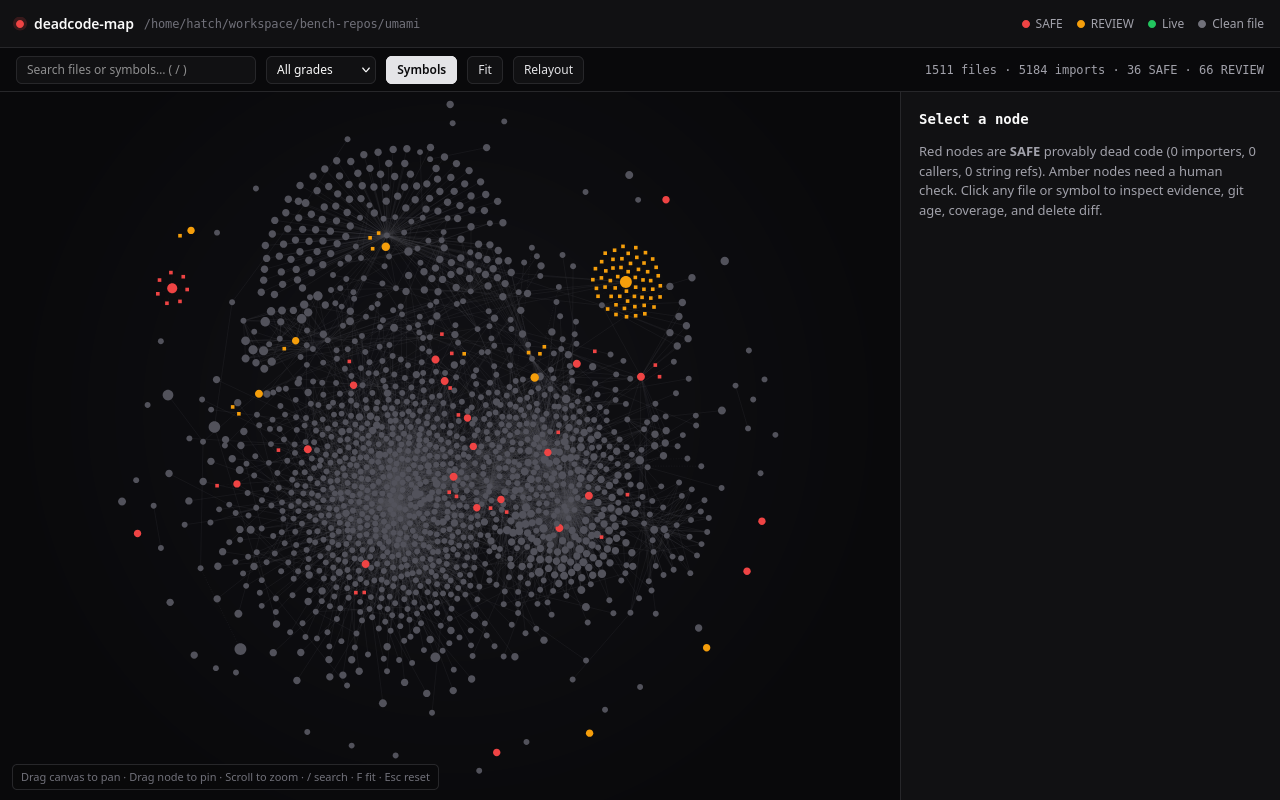 deadcode-map /home/hatch/workspace/bench-repos/umami
SAFE REVIEW Live Clean file
Search files or symbols... ( / ) All grades Symbols Fit Relayout
1511 files · 5184 imports · 36 SAFE · 66 REVIEW
Select a node
Red nodes are SAFE provably dead code (0 importers, 0
callers, 0 string refs). Amber nodes need a human
check. Click any file or symbol to inspect evidence, git
age, coverage, and delete diff.
Drag canvas to pan · Drag node to pin · Scroll to zoom · / search · F fit · Esc reset